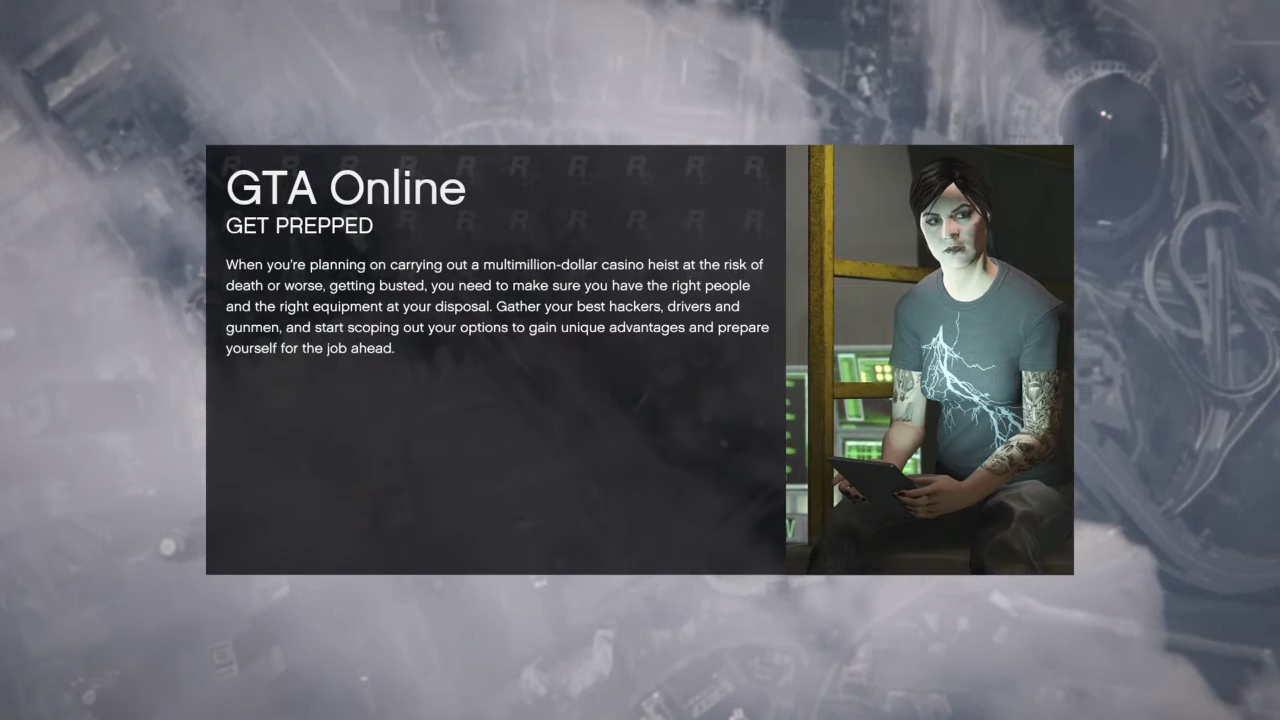 GTA Online
GET PREPPED
When you're planning on carrying out a multimillion-dollar casino heist at the risk of
death or worse, getting busted, you need to make sure you have the right people
and the right equipment at your disposal. Gather your best hackers, drivers and
gunmen, and start scoping out your options to gain unique advantages and prepare
yourself for the job ahead.